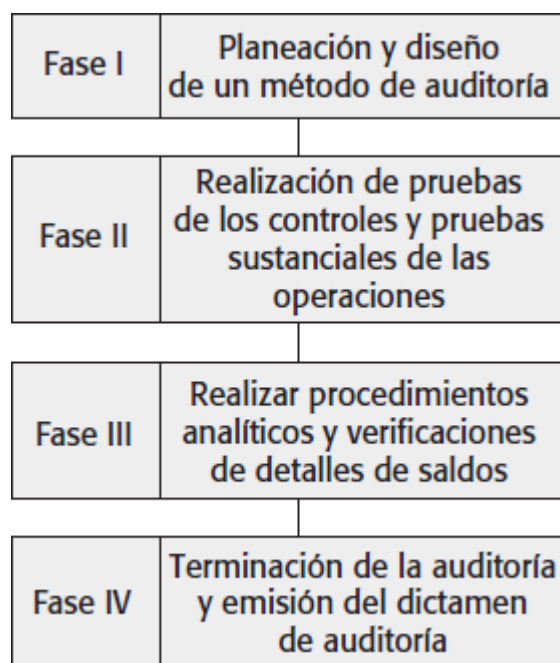 Fase I
Planeación y diseño
de un método de auditoría
Fase II
Realización de pruebas
de los controles y pruebas
sustanciales de las
operaciones
Fase III
Realizar procedimientos
analíticos y verificaciones
de detalles de saldos
Fase IV
Terminación de la auditoría
y emisión del dictamen
de auditoría